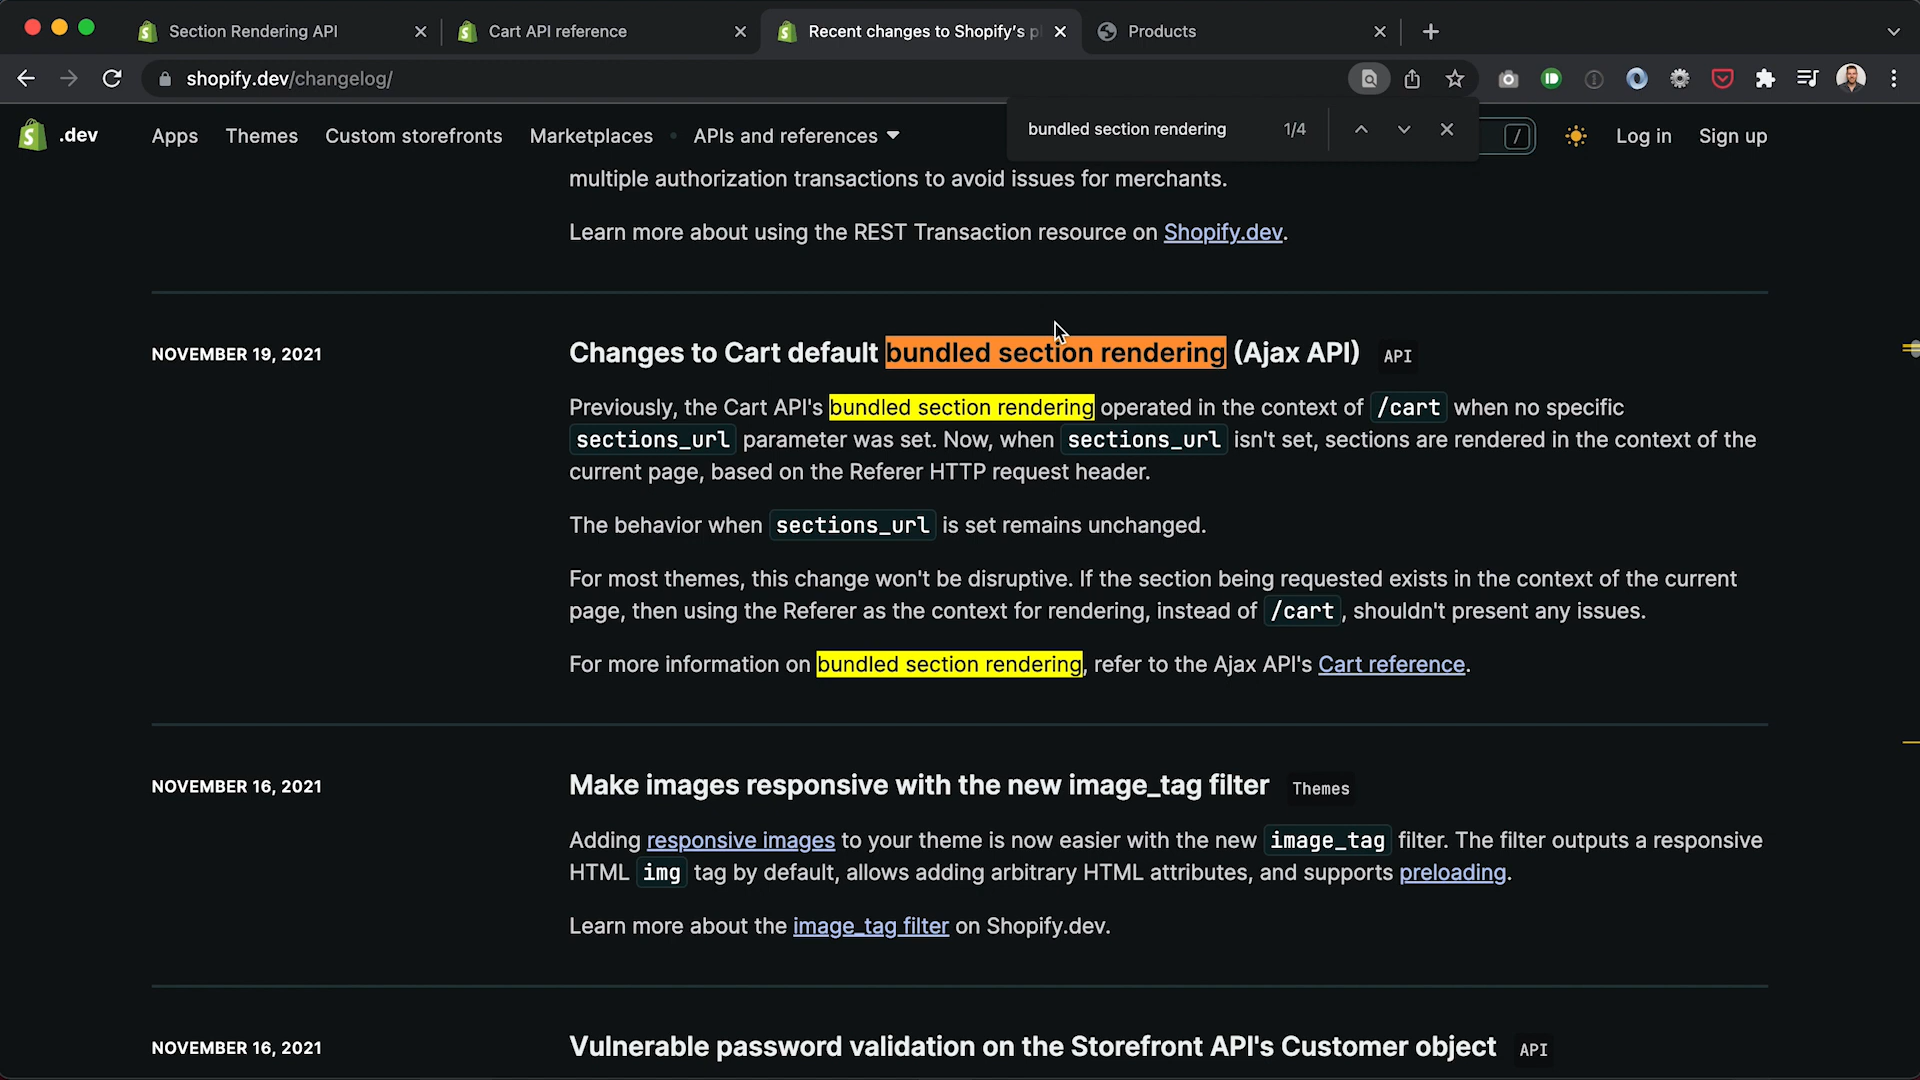 Section Rendering API
Cart API reference
Recent changes to Shopify's p
Products
shopify.dev/changelog/
bundled section rendering 1/4
.dev
Apps
Themes
Custom storefronts
Marketplaces
APIs and references
/
Log in
Sign up
multiple authorization transactions to avoid issues for merchants.
Learn more about using the REST Transaction resource on Shopify.dev.
NOVEMBER 19, 2021
Changes to Cart default bundled section rendering (Ajax API) API
Previously, the Cart API's bundled section rendering operated in the context of /cart when no specific
sections_url parameter was set. Now, when sections_url isn't set, sections are rendered in the context of the
current page, based on the Referer HTTP request header.
The behavior when sections_url is set remains unchanged.
For most themes, this change won't be disruptive. If the section being requested exists in the context of the current
page, then using the Referer as the context for rendering, instead of /cart, shouldn't present any issues.
For more information on bundled section rendering, refer to the Ajax API's Cart reference.
NOVEMBER 16, 2021
Make images responsive with the new image_tag filter Themes
Adding responsive images to your theme is now easier with the new image_tag filter. The filter outputs a responsive
HTML img tag by default, allows adding arbitrary HTML attributes, and supports preloading.
Learn more about the image_tag filter on Shopify.dev.
NOVEMBER 16, 2021
Vulnerable password validation on the Storefront API's Customer object API